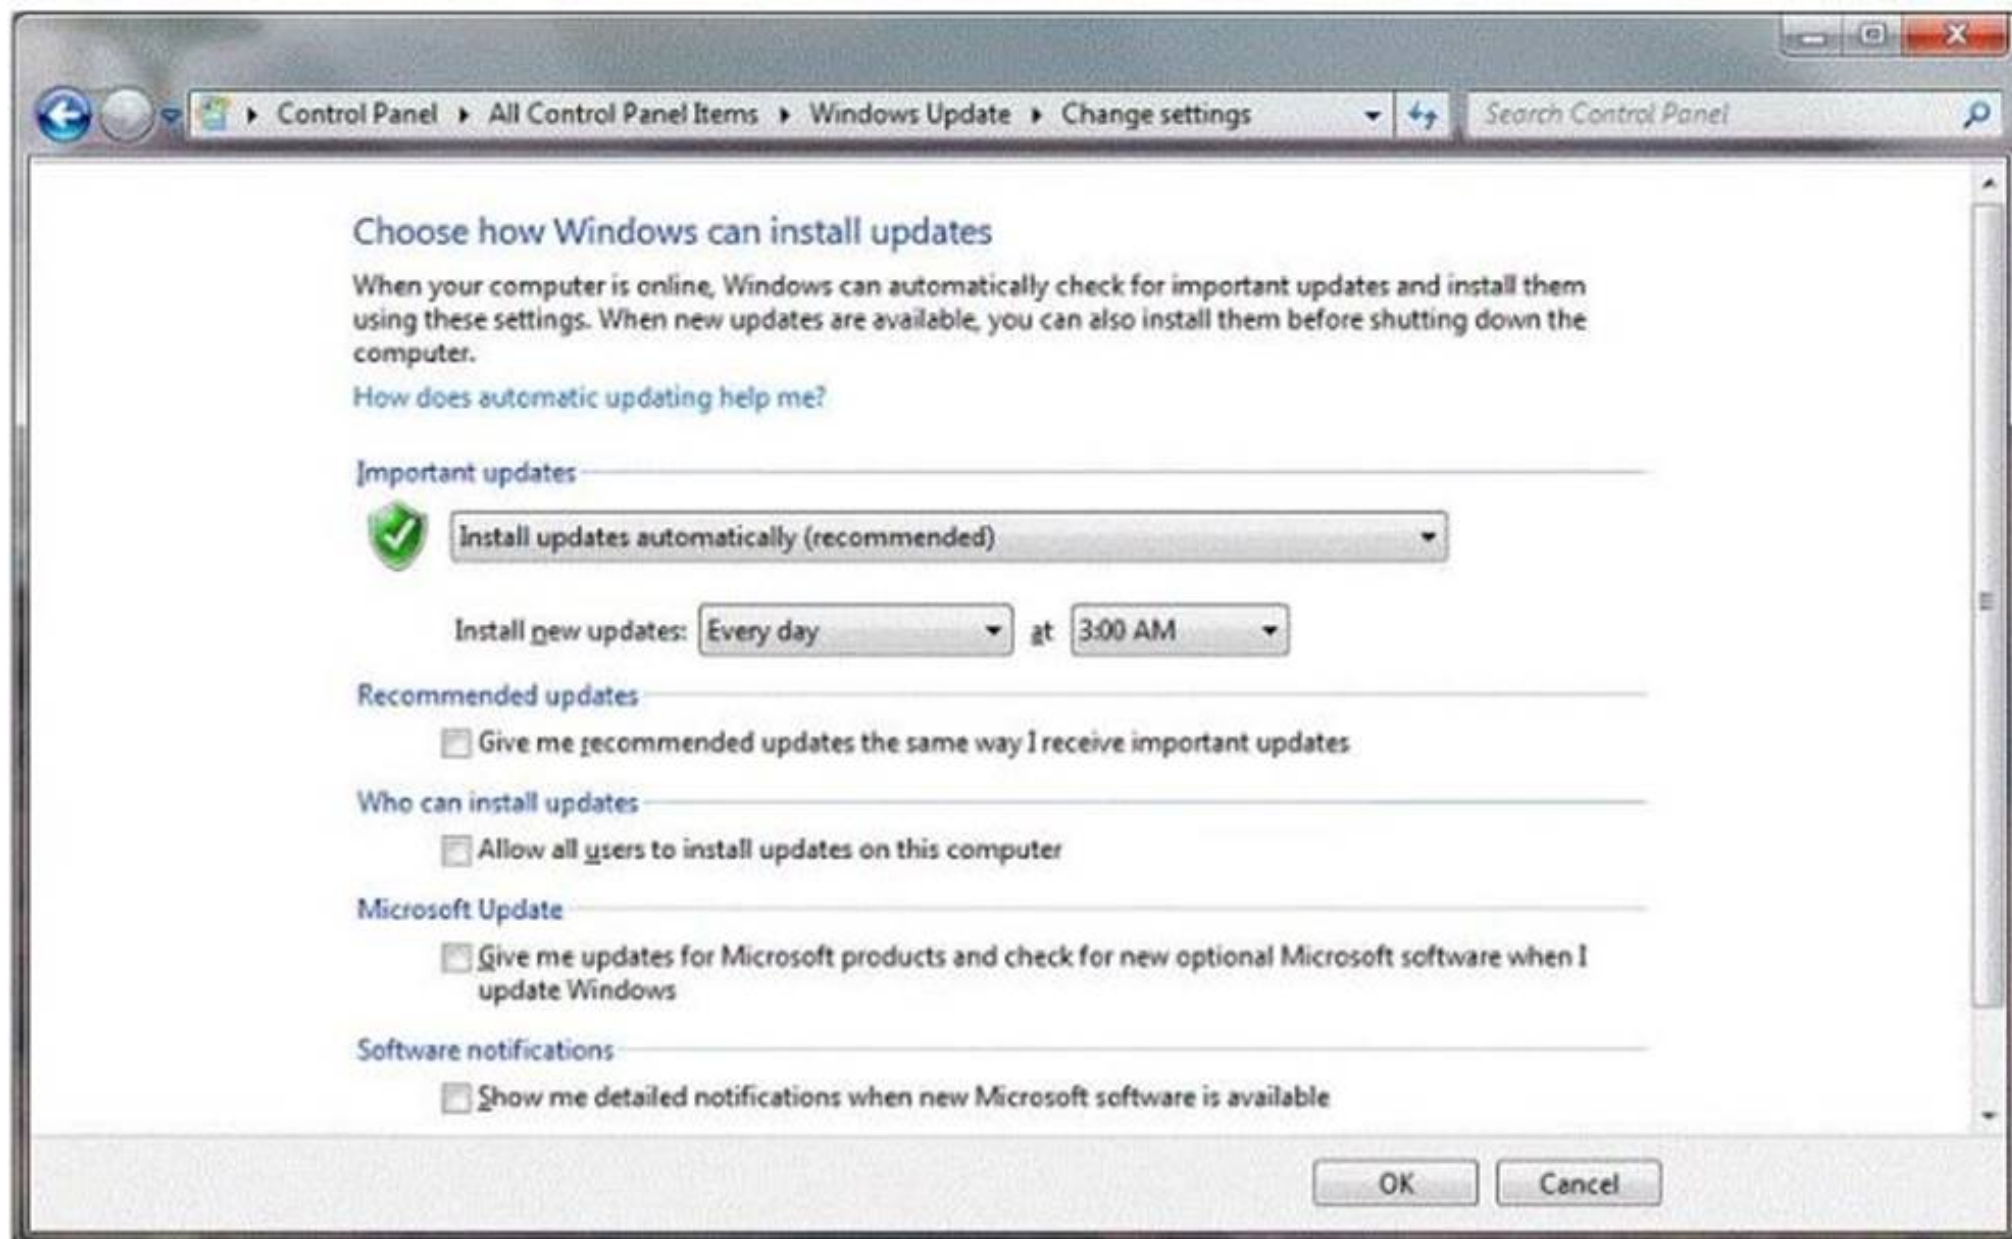 Control Panel ▸ All Control Panel Items ▸ Windows Update ▸ Change settings
Search Control Panel
Choose how Windows can install updates
When your computer is online, Windows can automatically check for important updates and install them
using these settings. When new updates are available, you can also install them before shutting down the
computer.
How does automatic updating help me?
Important updates
Install updates automatically (recommended)
Install new updates: Every day at 3:00 AM
Recommended updates
Give me recommended updates the same way I receive important updates
Who can install updates
Allow all users to install updates on this computer
Microsoft Update
Give me updates for Microsoft products and check for new optional Microsoft software when I
update Windows
Software notifications
Show me detailed notifications when new Microsoft software is available
OK Cancel